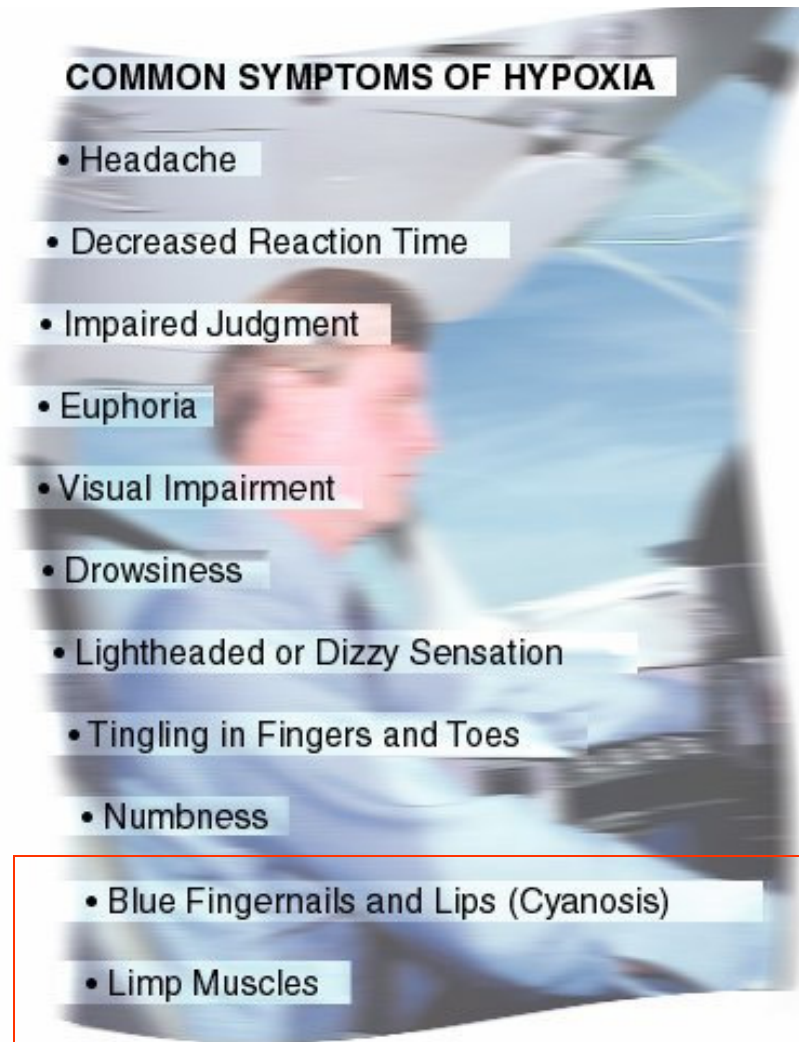 COMMON SYMPTOMS OF HYPOXIA
• Headache
• Decreased Reaction Time
• Impaired Judgment
• Euphoria
• Visual Impairment
• Drowsiness
• Lightheaded or Dizzy Sensation
• Tingling in Fingers and Toes
• Numbness
• Blue Fingernails and Lips (Cyanosis)
• Limp Muscles